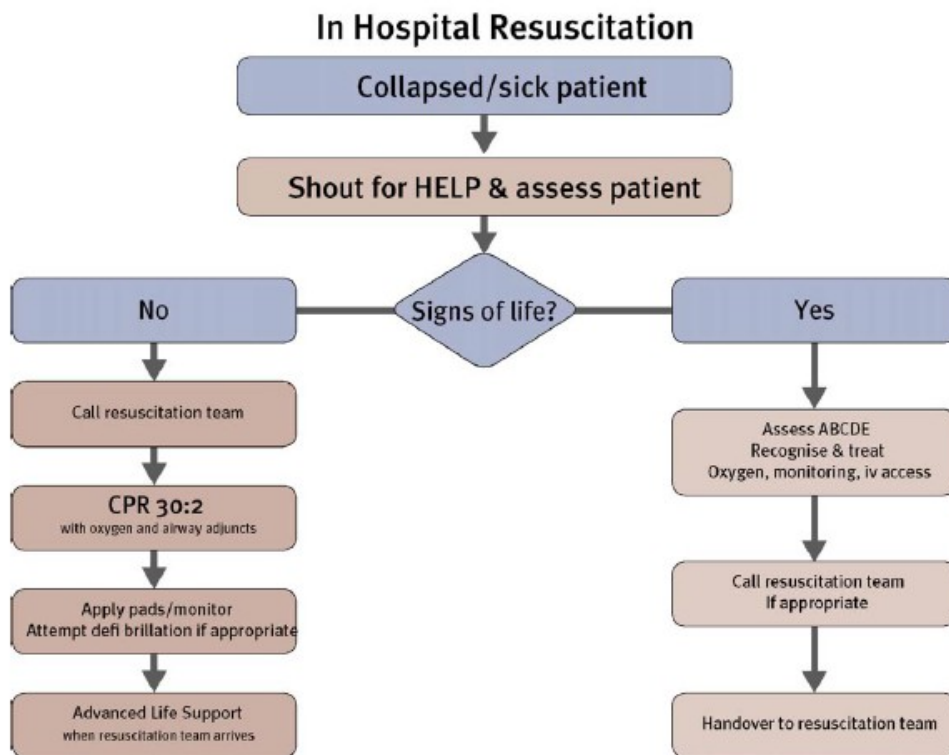 In Hospital Resuscitation
Collapsed/sick patient
Shout for HELP & assess patient
Signs of life?
No
Call resuscitation team
CPR 30:2
with oxygen and airway adjuncts
Apply pads/monitor
Attempt defi brillation if appropriate
Advanced Life Support
when resuscitation team arrives
Yes
Assess ABCDE
Recognise & treat
Oxygen, monitoring, iv access
Call resuscitation team
If appropriate
Handover to resuscitation team